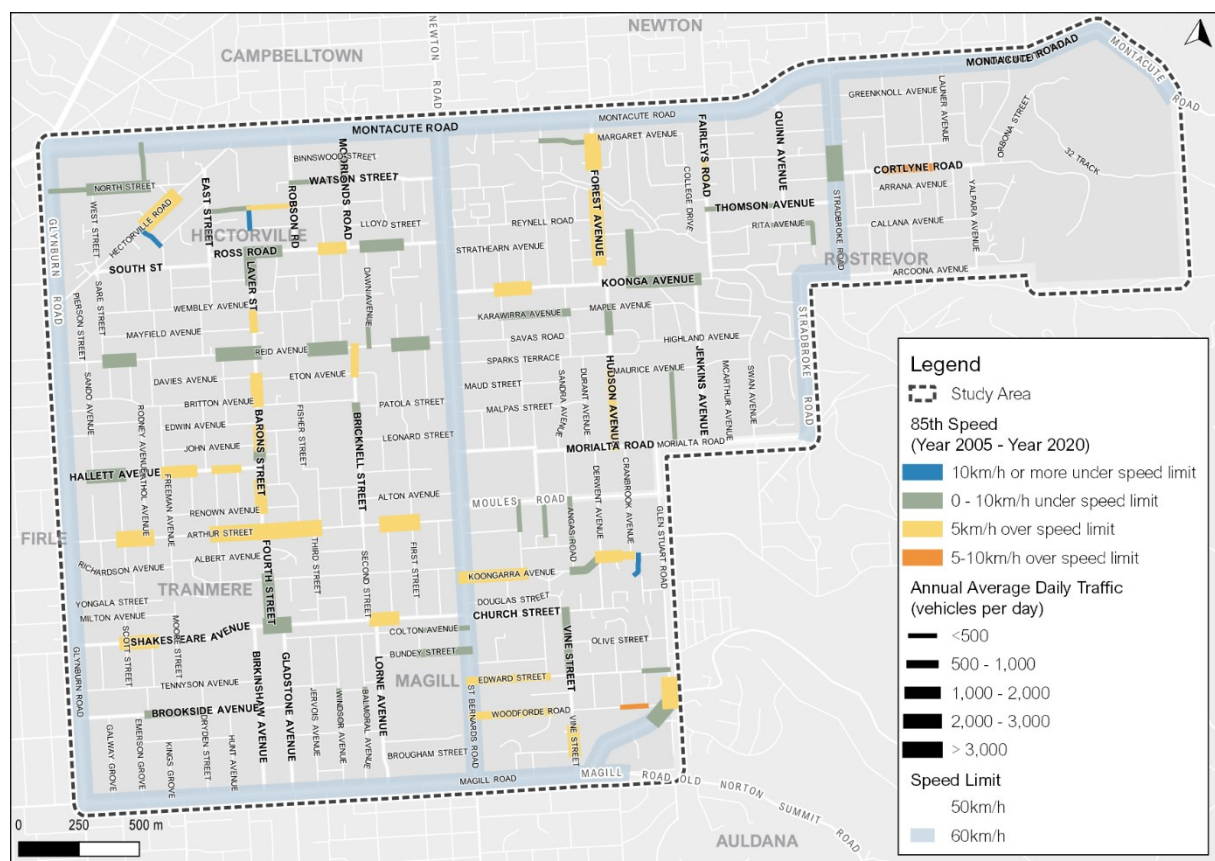 NEWTON
CAMPBELLTOWN
NEWTON ROAD
MONTACUTE ROAD
MONTACUTE ROAD
MONTACUTE ROAD
MONTACUTE ROAD
GREENKNOLL AVENUE
LAUNER AVENUE
ORBONA STREET
MARGARET AVENUE
FAIRLEYS ROAD
QUINN AVENUE
BINNSWOOD STREET
MOORLANDS ROAD
WATSON STREET
CORTLYNE ROAD
32 TRACK
NORTH STREET
WEST STREET
HECTORVILLE ROAD
EAST STREET
ROBSON RD
FOREST AVENUE
COLLEGE DRIVE
ARRANA AVENUE
YALPARA AVENUE
THOMSON AVENUE
REYNELL ROAD
LLOYD STREET
RITA AVENUE
CALLANA AVENUE
STRADBROKE ROAD
GLYNBURN ROAD
HECTORVILLE
STRATHEARN AVENUE
ROSS ROAD
ROSTREVOR
SOUTH ST
ARCOONA AVENUE
SARE STREET
PIERSON STREET
LAVER ST
DAWN AVENUE
KOONGA AVENUE
WEMBLEY AVENUE
MAPLE AVENUE
KARAWIRRA AVENUE
STRADBROKE ROAD
MAYFIELD AVENUE
SAVAS ROAD
HIGHLAND AVENUE
REID AVENUE
SPARKS TERRACE
SANDO AVENUE
DAVIES AVENUE
ETON AVENUE
MAUD STREET
SANDRA AVENUE
DURANT AVENUE
HUDSON AVENUE
MAURICE AVENUE
JENKINS AVENUE
MCARTHUR AVENUE
SWAN AVENUE
BRITTON AVENUE
PATOLA STREET
MALPAS STREET
RODNEY AVENUE
EDWIN AVENUE
BARONS STREET
FISHER STREET
BRICKNELL STREET
LEONARD STREET
JOHN AVENUE
MORIALTA ROAD
MORIALTA ROAD
HALLETT AVENUE
ATHOL AVENUE
FREEMAN AVENUE
DERWENT AVENUE
CRANBROOK AVENUE
ALTON AVENUE
MOULES ROAD
RENOWN AVENUE
GLEN STUART ROAD
ARTHUR STREET
ANGAS ROAD
FIRLE
ALBERT AVENUE
FOURTH STREET
THIRD STREET
SECOND STREET
FIRST STREET
RICHARDSON AVENUE
KOONGARRA AVENUE
TRANMERE
DOUGLAS STREET
YONGALA STREET
CHURCH STREET
MILTON AVENUE
SCOTT STREET
MOORE STREET
SHAKESPEARE AVENUE
COLTON AVENUE
VINE STREET
OLIVE STREET
BUNDEY STREET
GLYNBURN ROAD
TENNYSON AVENUE
MAGILL
EDWARD STREET
BIRKINSHAW AVENUE
GLADSTONE AVENUE
LORNE AVENUE
ST BERNARDS ROAD
BROOKSIDE AVENUE
WOODFORDE ROAD
GALWAY GROVE
EMERSON GROVE
KINGS GROVE
DRYDEN STREET
HUNT AVENUE
JERVOIS AVENUE
WINDSOR AVENUE
BALMORAL AVENUE
BROUGHAM STREET
VINE STREET
MAGILL ROAD
MAGILL ROAD
OLD NORTON SUMMIT ROAD
AULDANA
0 250 500 m
Legend
Study Area
85th Speed
(Year 2005 - Year 2020)
10km/h or more under speed limit
0 - 10km/h under speed limit
5km/h over speed limit
5-10km/h over speed limit
Annual Average Daily Traffic
(vehicles per day)
<500
500 - 1,000
1,000 - 2,000
2,000 - 3,000
> 3,000
Speed Limit
50km/h
60km/h